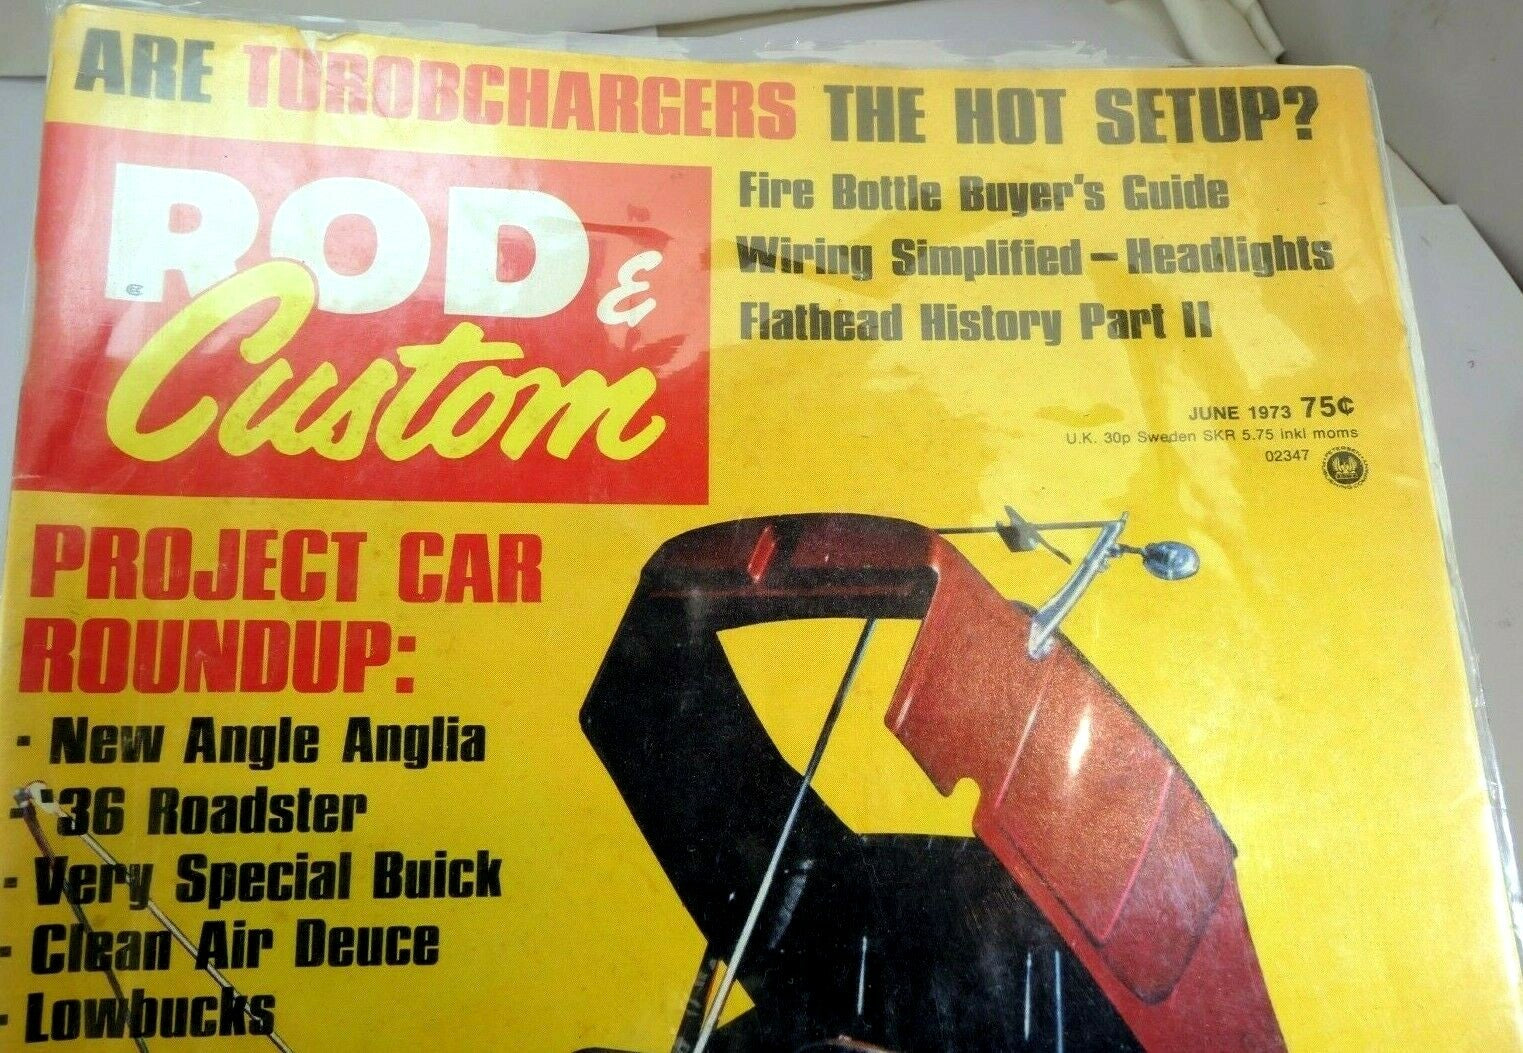 ARE TUROBCHARGERS THE HOT SETUP?
ROD &
Custom
Fire Bottle Buyer's Guide
Wiring Simplified – Headlights
Flathead History Part II
JUNE 1973 75¢
U.K. 30p Sweden SKR 5.75 inkl moms
02347
PROJECT CAR
ROUNDUP:
· New Angle Anglia
· '36 Roadster
· Very Special Buick
· Clean Air Deuce
· Lowbucks